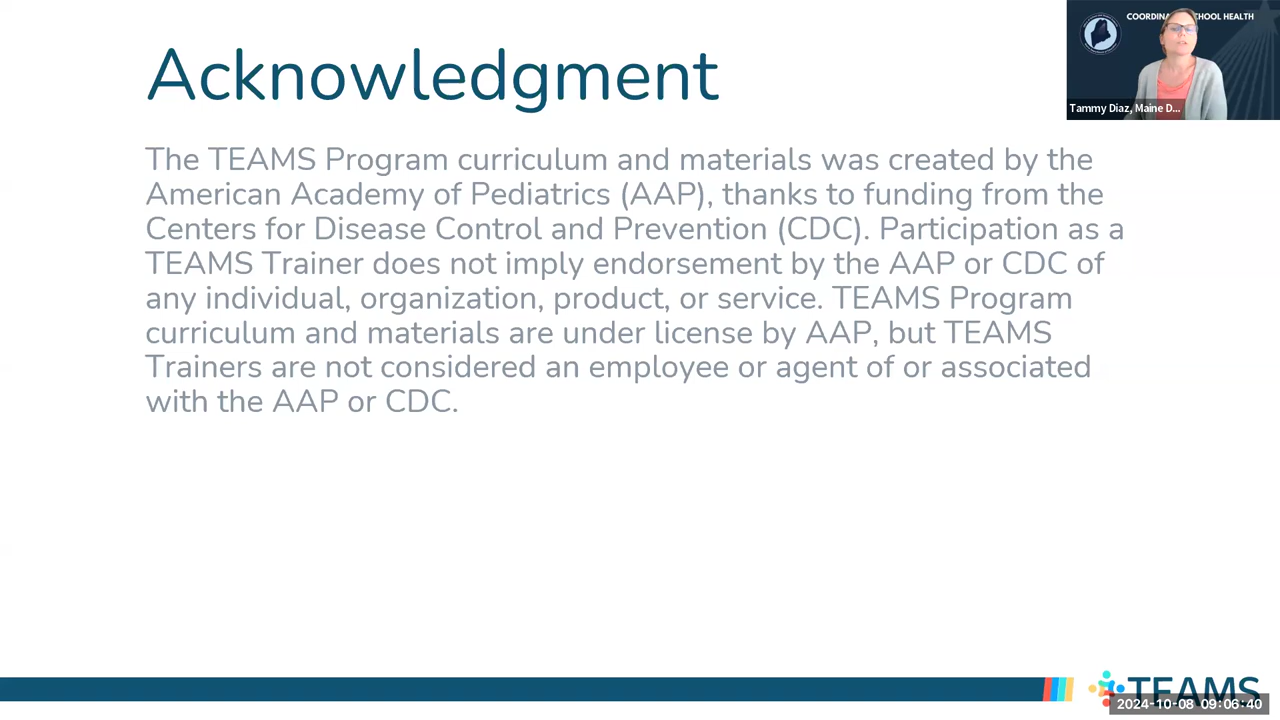 Acknowledgment
The TEAMS Program curriculum and materials was created by the
American Academy of Pediatrics (AAP), thanks to funding from the
Centers for Disease Control and Prevention (CDC). Participation as a
TEAMS Trainer does not imply endorsement by the AAP or CDC of
any individual, organization, product, or service. TEAMS Program
curriculum and materials are under license by AAP, but TEAMS
Trainers are not considered an employee or agent of or associated
with the AAP or CDC.
COORDINA CHOOL HEALTH
Tammy Diaz, Maine D...
TEAMS
2024-10-08 09:06:40